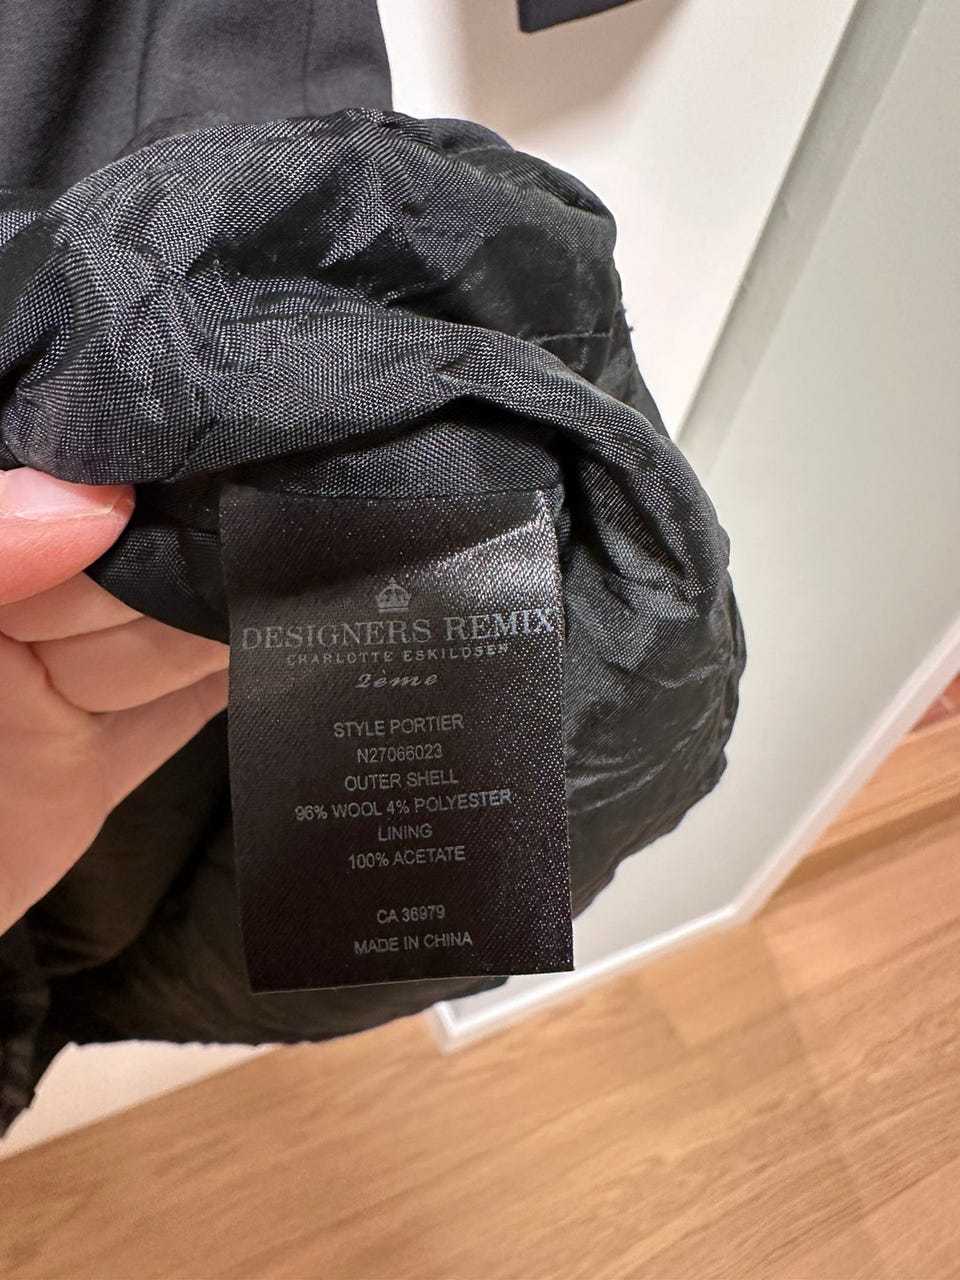 DESIGNERS REMIX
CHARLOTTE ESKILDSEN
2ème
STYLE PORTIER
N27066023
OUTER SHELL
96% WOOL 4% POLYESTER
LINING
100% ACETATE
CA 36979
MADE IN CHINA